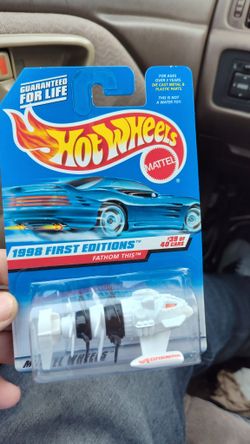 GUARANTEED
FOR LIFE
FOR AGES
OVER 3 YEARS
DIE CAST METAL &
PLASTIC PARTS.
THIS IS NOT
A WATER TOY.
HOT WHEELS
MATTEL
1998 FIRST EDITIONS
FATHOM THIS
#39 OF
40 CARS
WHEELS